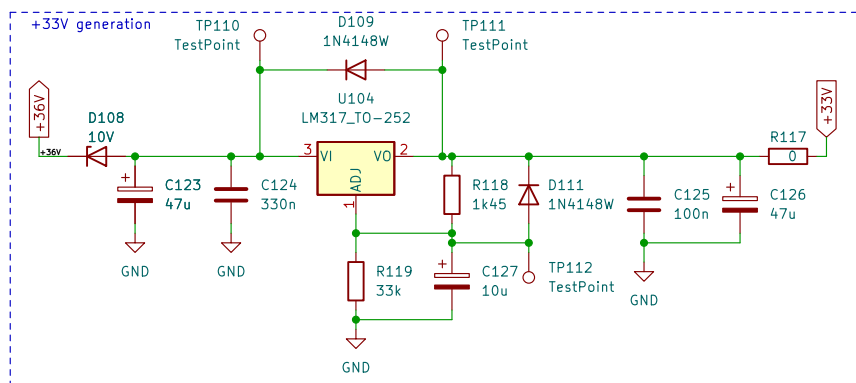 +33V generation
TP110
TestPoint
D109
1N4148W
TP111
TestPoint
+36V
+36V
D108
10V
U104
LM317_TO-252
3
VI
VO
2
ADJ
1
+33V
R117
0
+
C123
47u
C124
330n
R118
1k45
D111
1N4148W
C125
100n
+
C126
47u
GND
GND
R119
33k
+
C127
10u
TP112
TestPoint
GND
GND